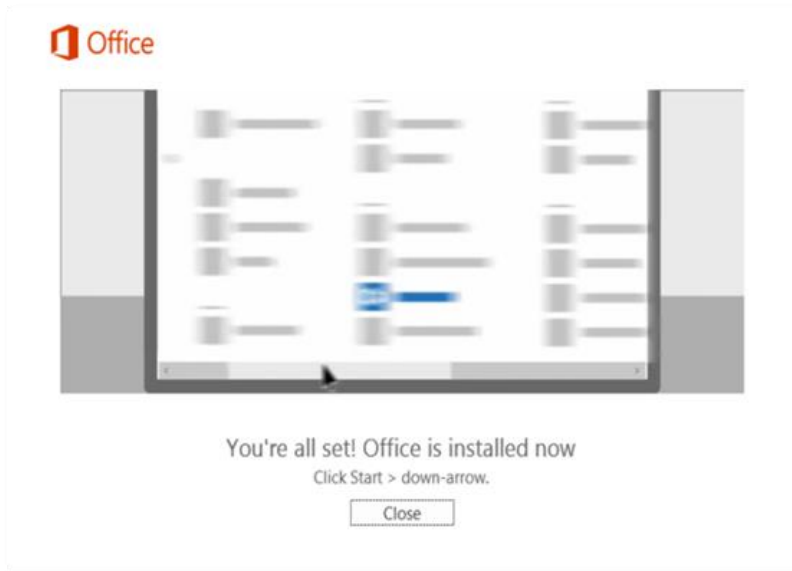 Office
You're all set! Office is installed now
Click Start > down-arrow.
Close